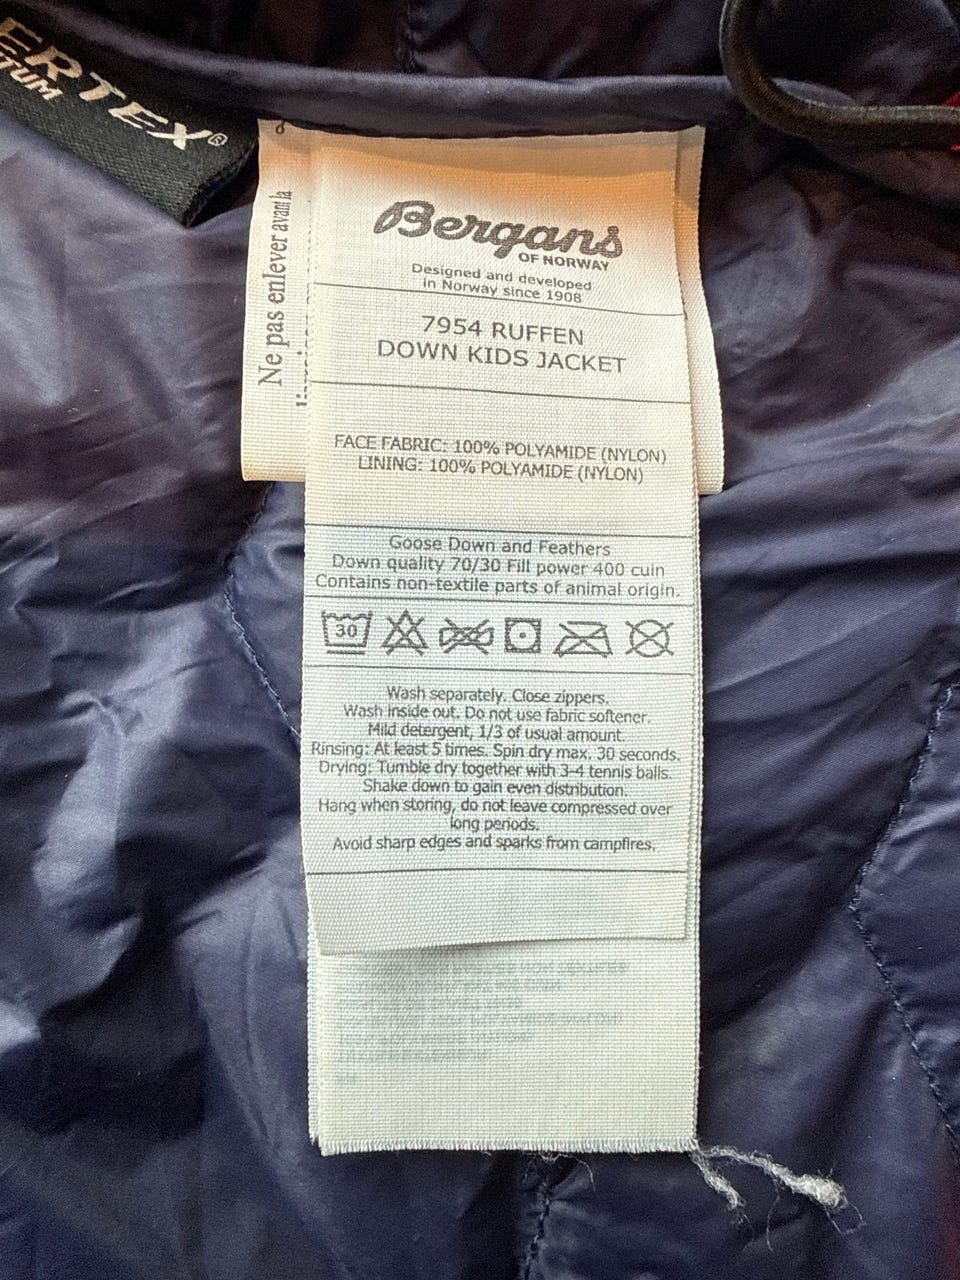 ERTEX®
TUM
Ne pas enlever avant la
Bergans
OF NORWAY
Designed and developed
in Norway since 1908
7954 RUFFEN
DOWN KIDS JACKET
FACE FABRIC: 100% POLYAMIDE (NYLON)
LINING: 100% POLYAMIDE (NYLON)
Goose Down and Feathers
Down quality 70/30 Fill power 400 cuin
Contains non-textile parts of animal origin.
30
Wash separately. Close zippers.
Wash inside out. Do not use fabric softener.
Mild detergent, 1/3 of usual amount.
Rinsing: At least 5 times. Spin dry max. 30 seconds.
Drying: Tumble dry together with 3-4 tennis balls.
Shake down to gain even distribution.
Hang when storing, do not leave compressed over
long periods.
Avoid sharp edges and sparks from campfires.